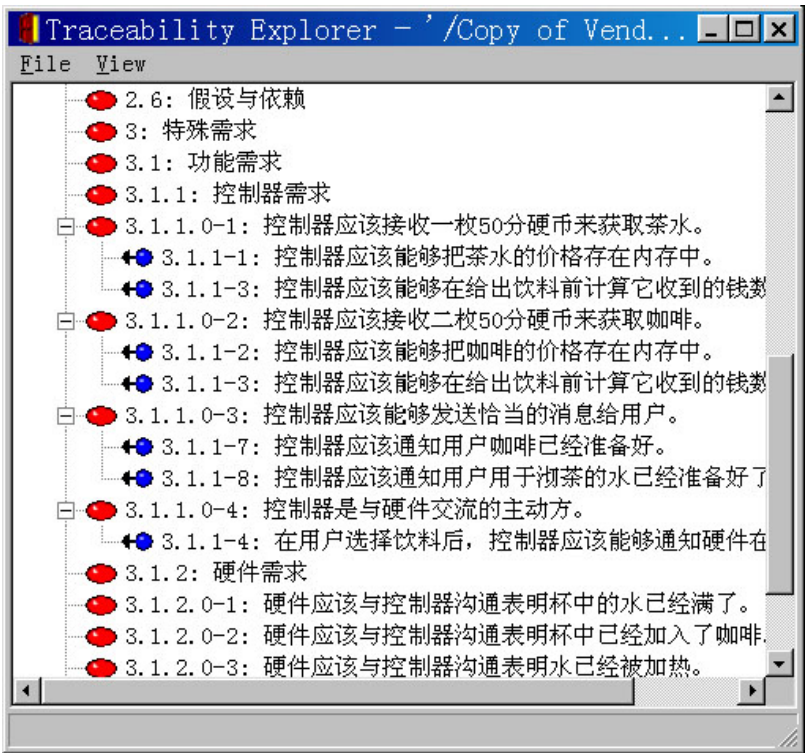 Traceability Explorer - '/Copy of Vend...
File View
2.6: 假设与依赖
3: 特殊需求
3.1: 功能需求
3.1.1: 控制器需求
3.1.1.0-1: 控制器应该接收一枚50分硬币来获取茶水。
3.1.1-1: 控制器应该能够把茶水的价格存在内存中。
3.1.1-3: 控制器应该能够在给出饮料前计算它收到的钱数
3.1.1.0-2: 控制器应该接收二枚50分硬币来获取咖啡。
3.1.1-2: 控制器应该能够把咖啡的价格存在内存中。
3.1.1-3: 控制器应该能够在给出饮料前计算它收到的钱数
3.1.1.0-3: 控制器应该能够发送恰当的消息给用户。
3.1.1-7: 控制器应该通知用户咖啡已经准备好。
3.1.1-8: 控制器应该通知用户用于沏茶的水已经准备好了
3.1.1.0-4: 控制器是与硬件交流的主动方。
3.1.1-4: 在用户选择饮料后，控制器应该能够通知硬件在
3.1.2: 硬件需求
3.1.2.0-1: 硬件应该与控制器沟通表明杯中的水已经满了。
3.1.2.0-2: 硬件应该与控制器沟通表明杯中已经加入了咖啡
3.1.2.0-3: 硬件应该与控制器沟通表明水已经被加热。